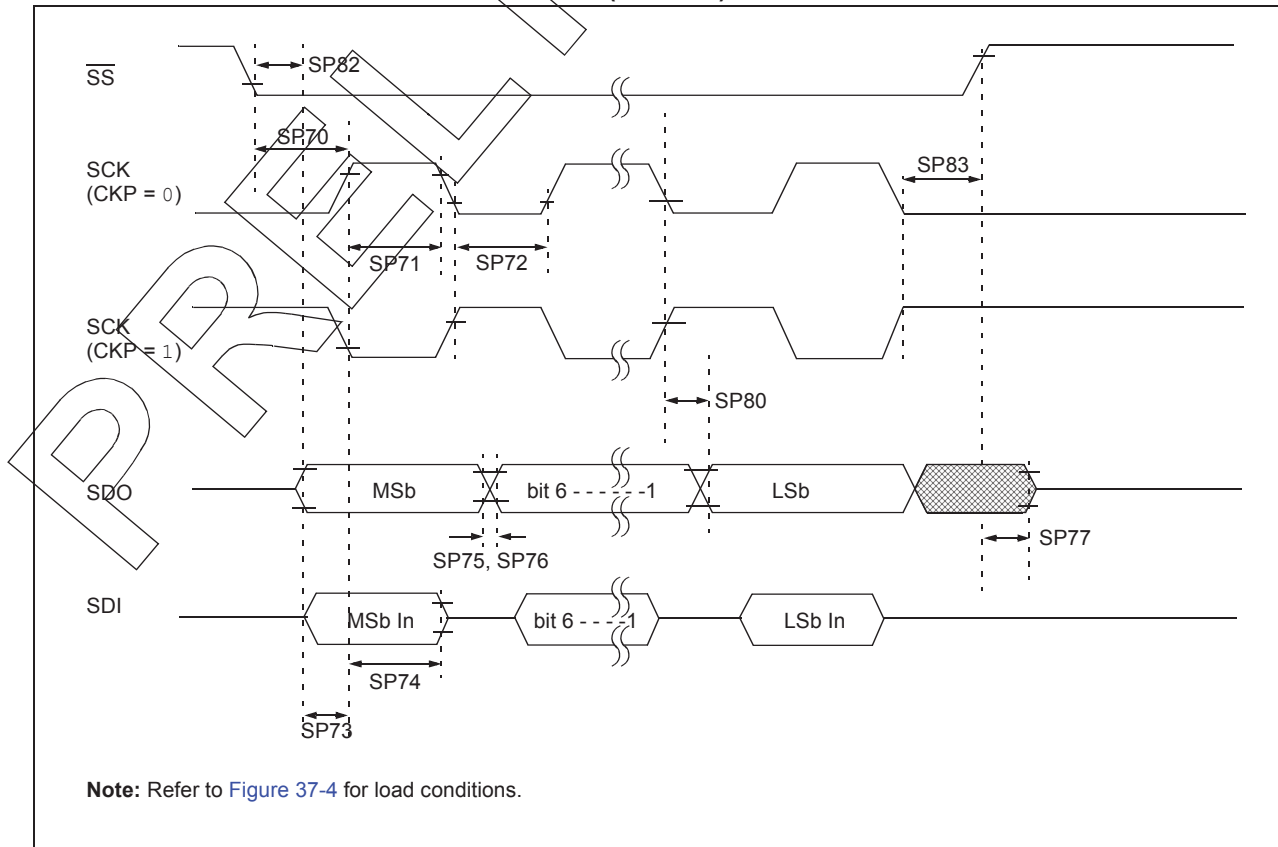 SS
SP82
SP70
SCK
(CKP = 0)
SP83
SP71
SP72
SCK
(CKP = 1)
SP80
SDO
MSb
bit 6 - - - - - -1
LSb
SP75, SP76
SP77
SDI
MSb In
bit 6 - - - -1
LSb In
SP74
SP73
Note: Refer to Figure 37-4 for load conditions.
PREL